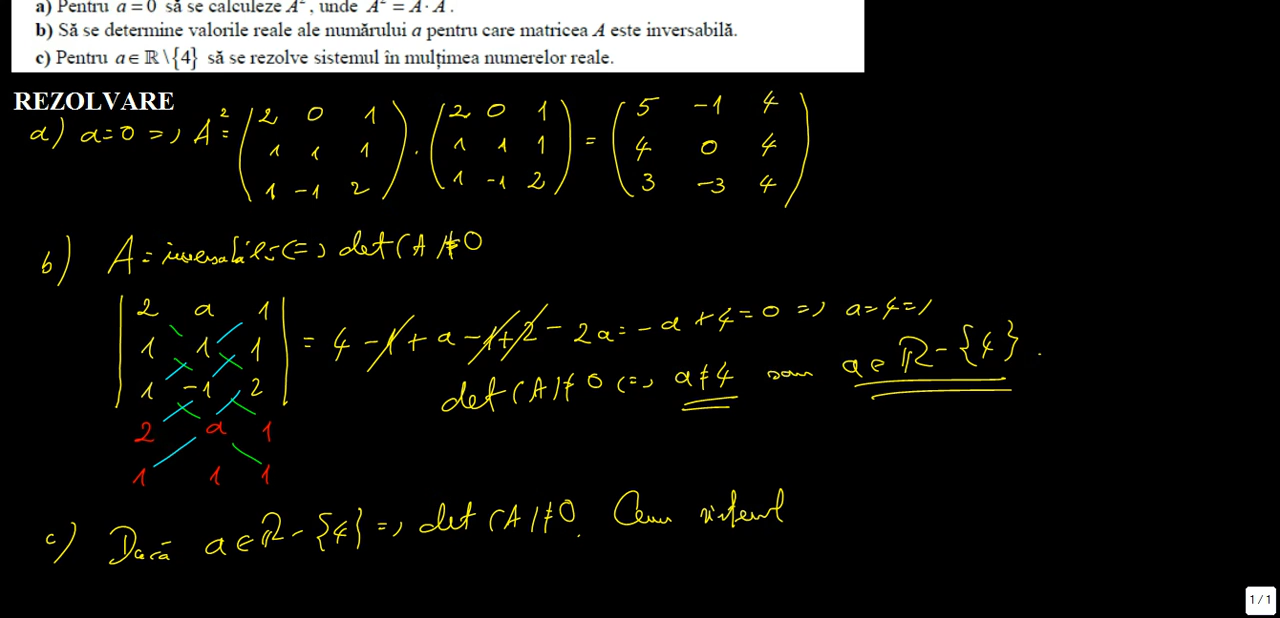 a) Pentru a = 0 să se calculeze A², unde A² = A · A.
b) Să se determine valorile reale ale numărului a pentru care matricea A este inversabilă.
c) Pentru a ∈ ℝ \ {4} să se rezolve sistemul în mulțimea numerelor reale.
REZOLVARE
a) a=0 => A² = (2 0 1 · (2 0 1 = (5 -1 4
1 1 1 1 1 1 4 0 4
1 -1 2) 1 -1 2) 3 -3 4)
b) A = inversabilă <=> det(A) ≠ 0
|2 a 1|
|1 1 1| = 4 - 1 + a - 1 + 2 - 2a = -a + 4 = 0 => a = 4 =>
|1 -1 2| det(A) ≠ 0 <=> a ≠ 4 sau a ∈ ℝ - {4}.
2 a 1
1 1 1
c) Dacă a ∈ ℝ - {4} => det(A) ≠ 0. Cum sistemul
1/1